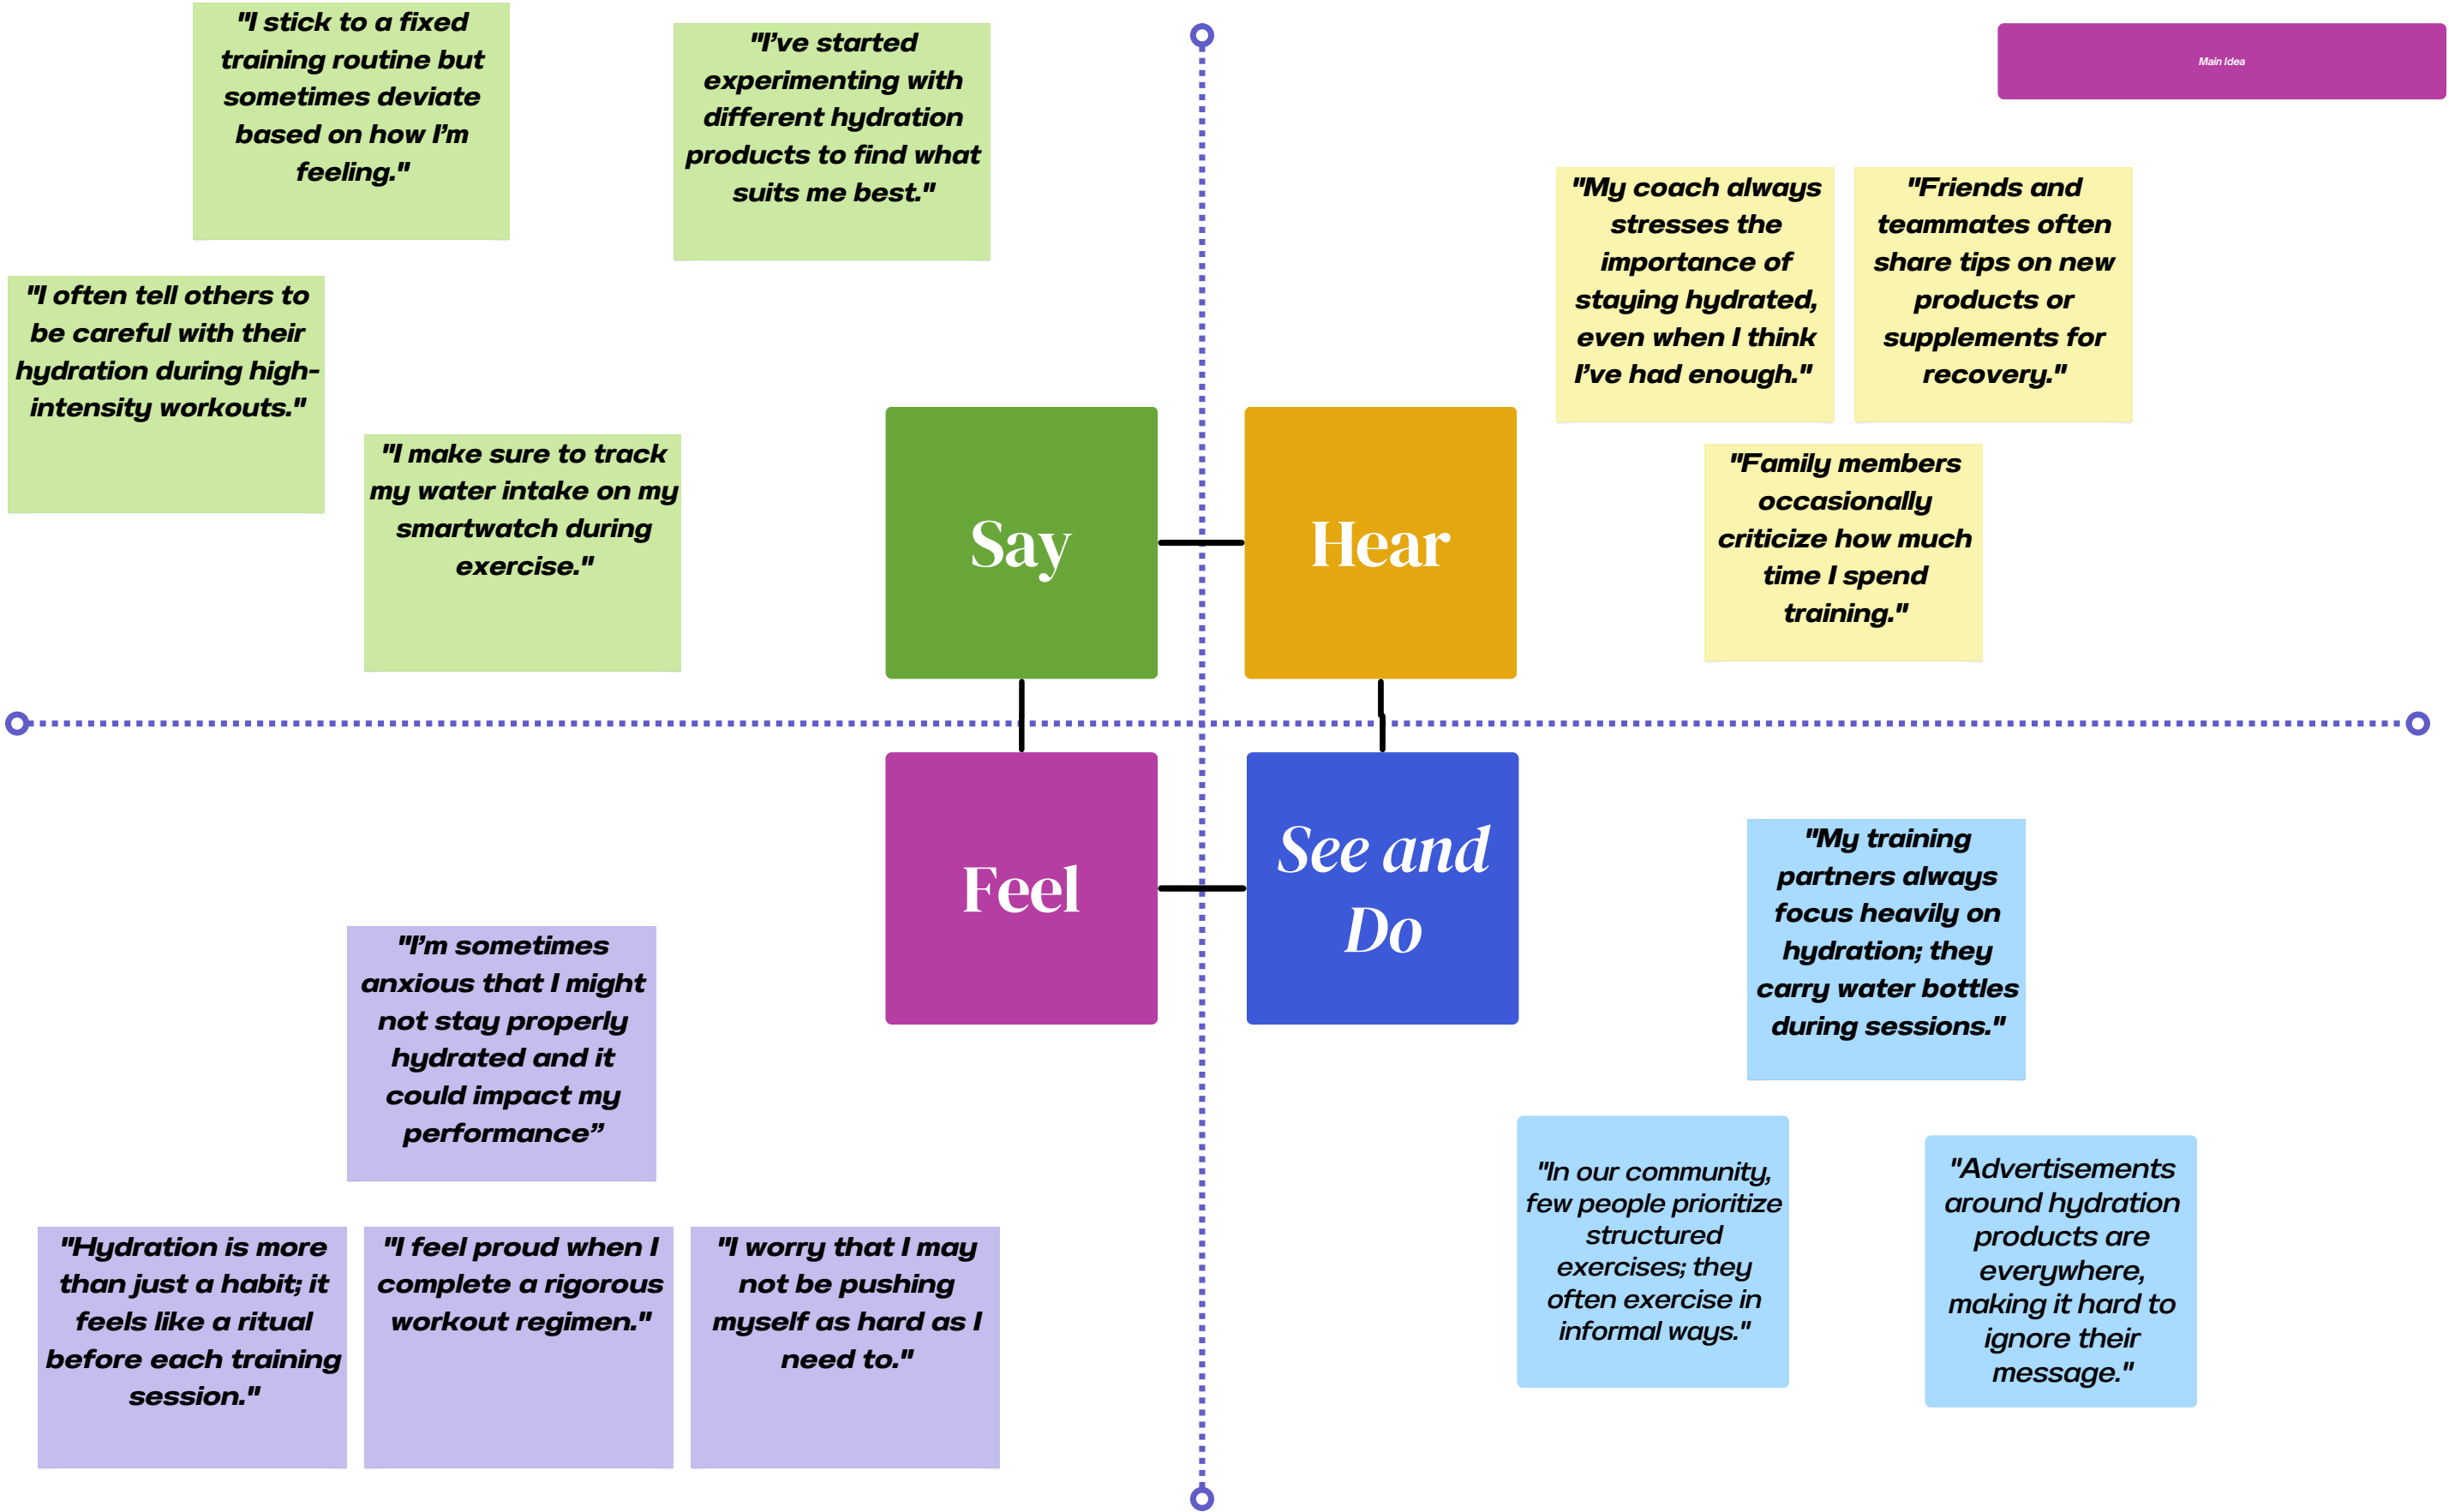 "I stick to a fixed
training routine but
sometimes deviate
based on how I'm
feeling."
"I've started
experimenting with
different hydration
products to find what
suits me best."
Main Idea
"I often tell others to
be careful with their
hydration during high-
intensity workouts."
"I make sure to track
my water intake on my
smartwatch during
exercise."
"My coach always
stresses the
importance of
staying hydrated,
even when I think
I've had enough."
"Friends and
teammates often
share tips on new
products or
supplements for
recovery."
"Family members
occasionally
criticize how much
time I spend
training."
Say
Hear
Feel
See and
Do
"I'm sometimes
anxious that I might
not stay properly
hydrated and it
could impact my
performance”
"Hydration is more
than just a habit; it
feels like a ritual
before each training
session."
"I feel proud when I
complete a rigorous
workout regimen."
"I worry that I may
not be pushing
myself as hard as I
need to."
"My training
partners always
focus heavily on
hydration; they
carry water bottles
during sessions."
"In our community,
few people prioritize
structured
exercises; they
often exercise in
informal ways."
"Advertisements
around hydration
products are
everywhere,
making it hard to
ignore their
message."